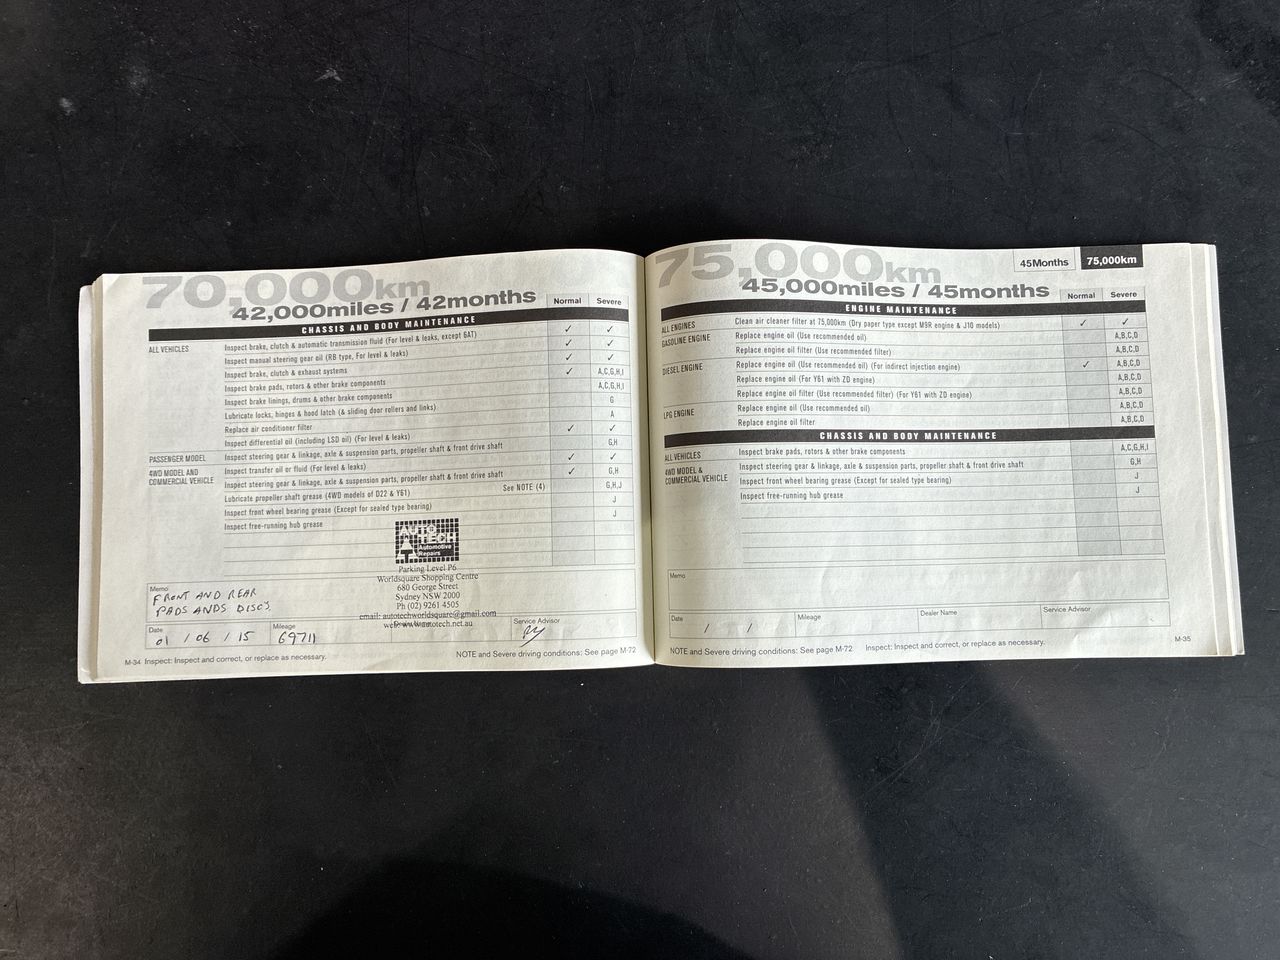 70,000km
42,000miles / 42months
Normal Severe
CHASSIS AND BODY MAINTENANCE
ALL VEHICLES Inspect brake, clutch & automatic transmission fluid (For level & leaks, except 6AT) ✓ ✓
Inspect manual steering gear oil (RB type, For level & leaks) ✓ ✓
Inspect brake, clutch & exhaust systems ✓ ✓
Inspect brake pads, rotors & other brake components ✓ A,C,G,H,I
Inspect brake linings, drums & other brake components A,C,G,H,I
Lubricate locks, hinges & hood latch (& sliding door rollers and links) G
Replace air conditioner filter A
Inspect differential oil (including LSD oil) (For level & leaks) ✓ ✓
PASSENGER MODEL Inspect steering gear & linkage, axle & suspension parts, propeller shaft & front drive shaft G,H
4WD MODEL AND COMMERCIAL VEHICLE Inspect transfer oil or fluid (For level & leaks) ✓ ✓
Inspect steering gear & linkage, axle & suspension parts, propeller shaft & front drive shaft ✓ G,H
Lubricate propeller shaft grease (4WD models of D22 & Y61) See NOTE (4) G,H,J
Inspect front wheel bearing grease (Except for sealed type bearing) J
Inspect free-running hub grease J
AUTO TECH
Automotive Repairs
Parking Level P6
Worldsquare Shopping Centre
680 George Street
Sydney NSW 2000
Ph (02) 9261 4505
email: autotechworldsquare@gmail.com
Memo
FRONT AND REAR
PADS ANDS DISCS
Date Mileage Service Advisor
01 / 06 / 15 69711
M-34 Inspect: Inspect and correct, or replace as necessary. NOTE and Severe driving conditions: See page M-72
75,000km
45Months 75,000km
45,000miles / 45months
Normal Severe
ENGINE MAINTENANCE
ALL ENGINES Clean air cleaner filter at 75,000km (Dry paper type except M9R engine & J10 models) ✓ ✓
GASOLINE ENGINE Replace engine oil (Use recommended oil) A,B,C,D
Replace engine oil filter (Use recommended filter) A,B,C,D
DIESEL ENGINE Replace engine oil (Use recommended oil) (For indirect injection engine) ✓ A,B,C,D
Replace engine oil (For Y61 with ZD engine) A,B,C,D
Replace engine oil filter (Use recommended filter) (For Y61 with ZD engine) A,B,C,D
LPG ENGINE Replace engine oil (Use recommended oil) A,B,C,D
Replace engine oil filter A,B,C,D
CHASSIS AND BODY MAINTENANCE
ALL VEHICLES Inspect brake pads, rotors & other brake components A,C,G,H,I
4WD MODEL & COMMERCIAL VEHICLE Inspect steering gear & linkage, axle & suspension parts, propeller shaft & front drive shaft G,H
Inspect front wheel bearing grease (Except for sealed type bearing) J
Inspect free-running hub grease J
Memo
Date Mileage Dealer Name Service Advisor
/ /
NOTE and Severe driving conditions: See page M-72 Inspect: Inspect and correct, or replace as necessary. M-35